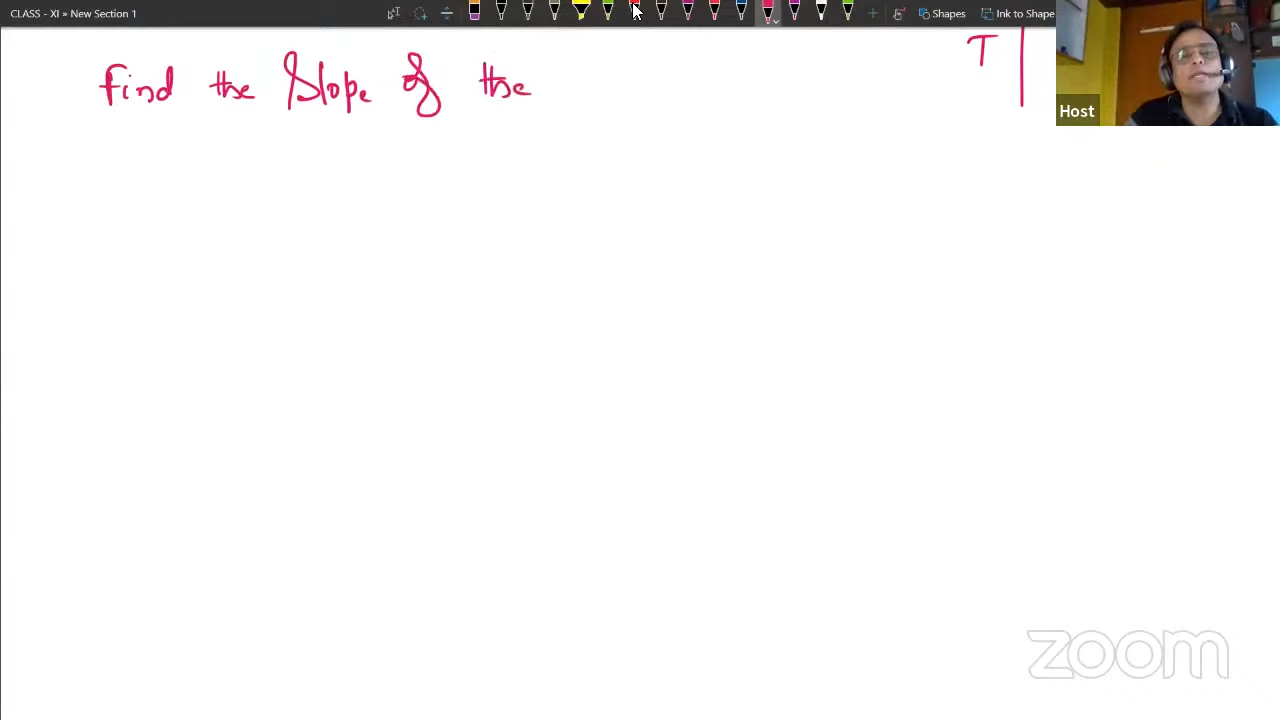 CLASS - XI » New Section 1
Shapes
Ink to Shape
find the slope of the
T
Host
zoom